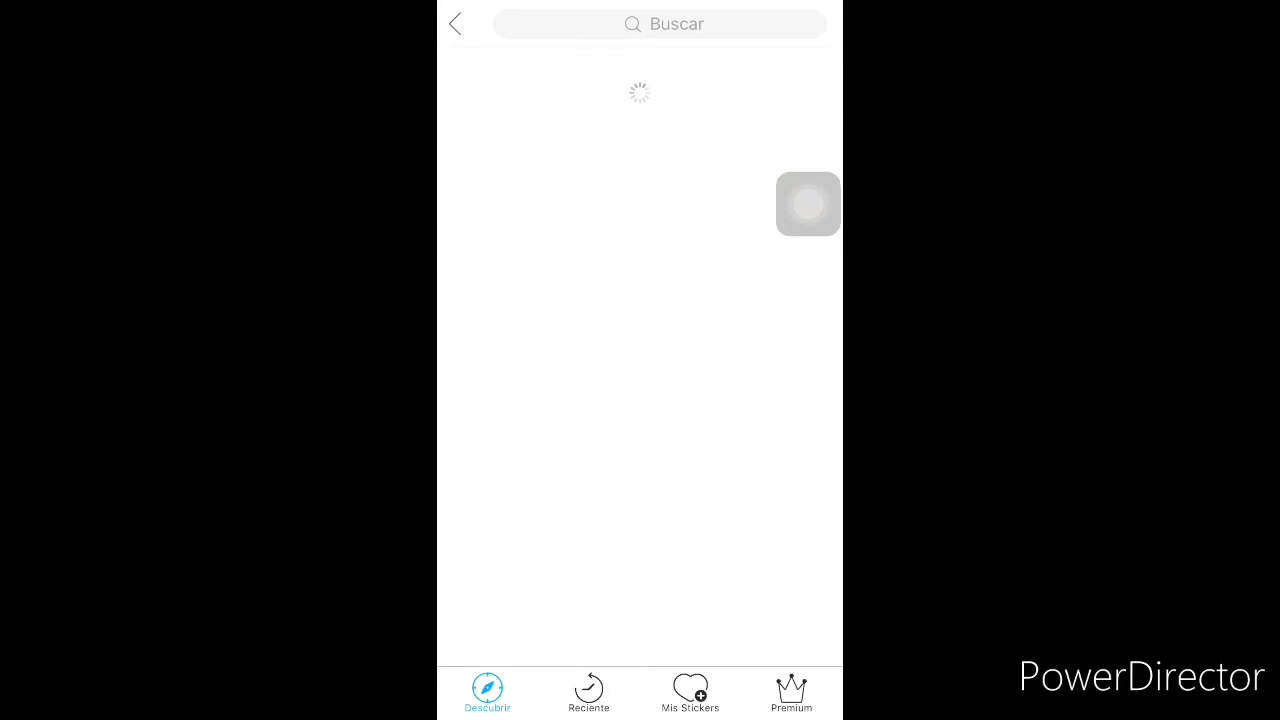 Buscar
Descubrir
Reciente
Mis Stickers
Premium
PowerDirector